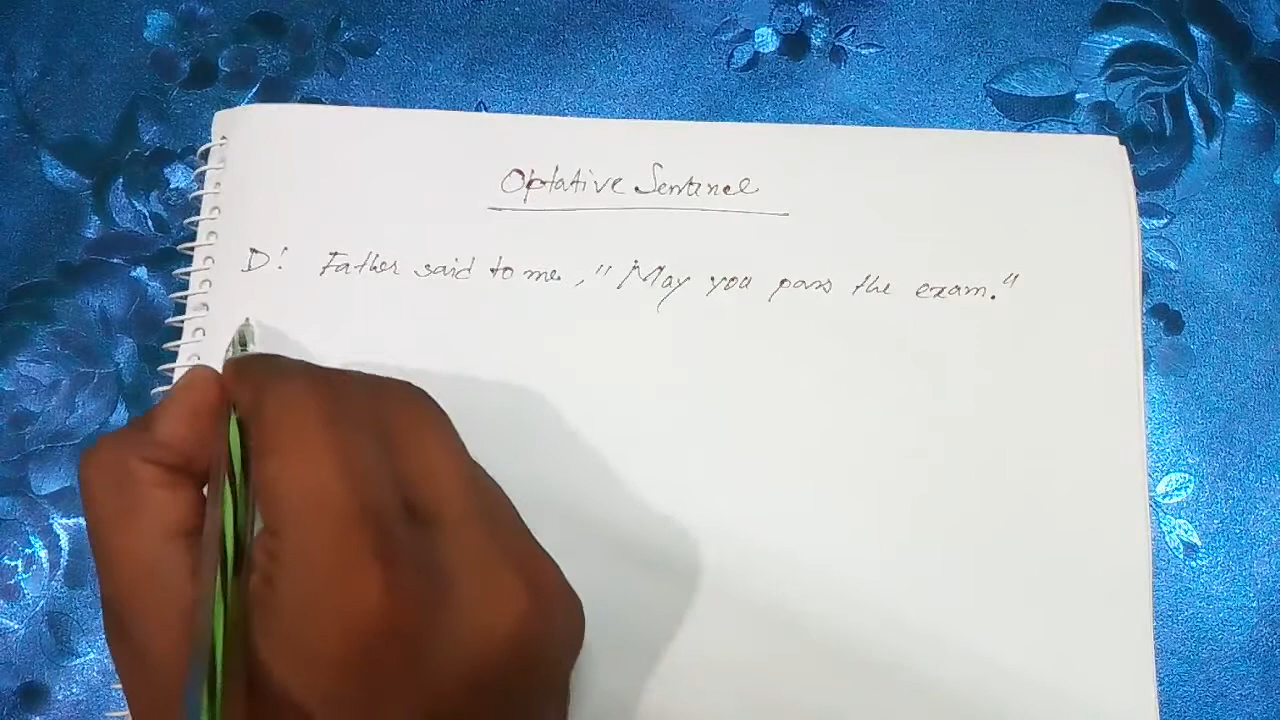 Optative Sentence
D: Father said to me, "May you pass the exam."